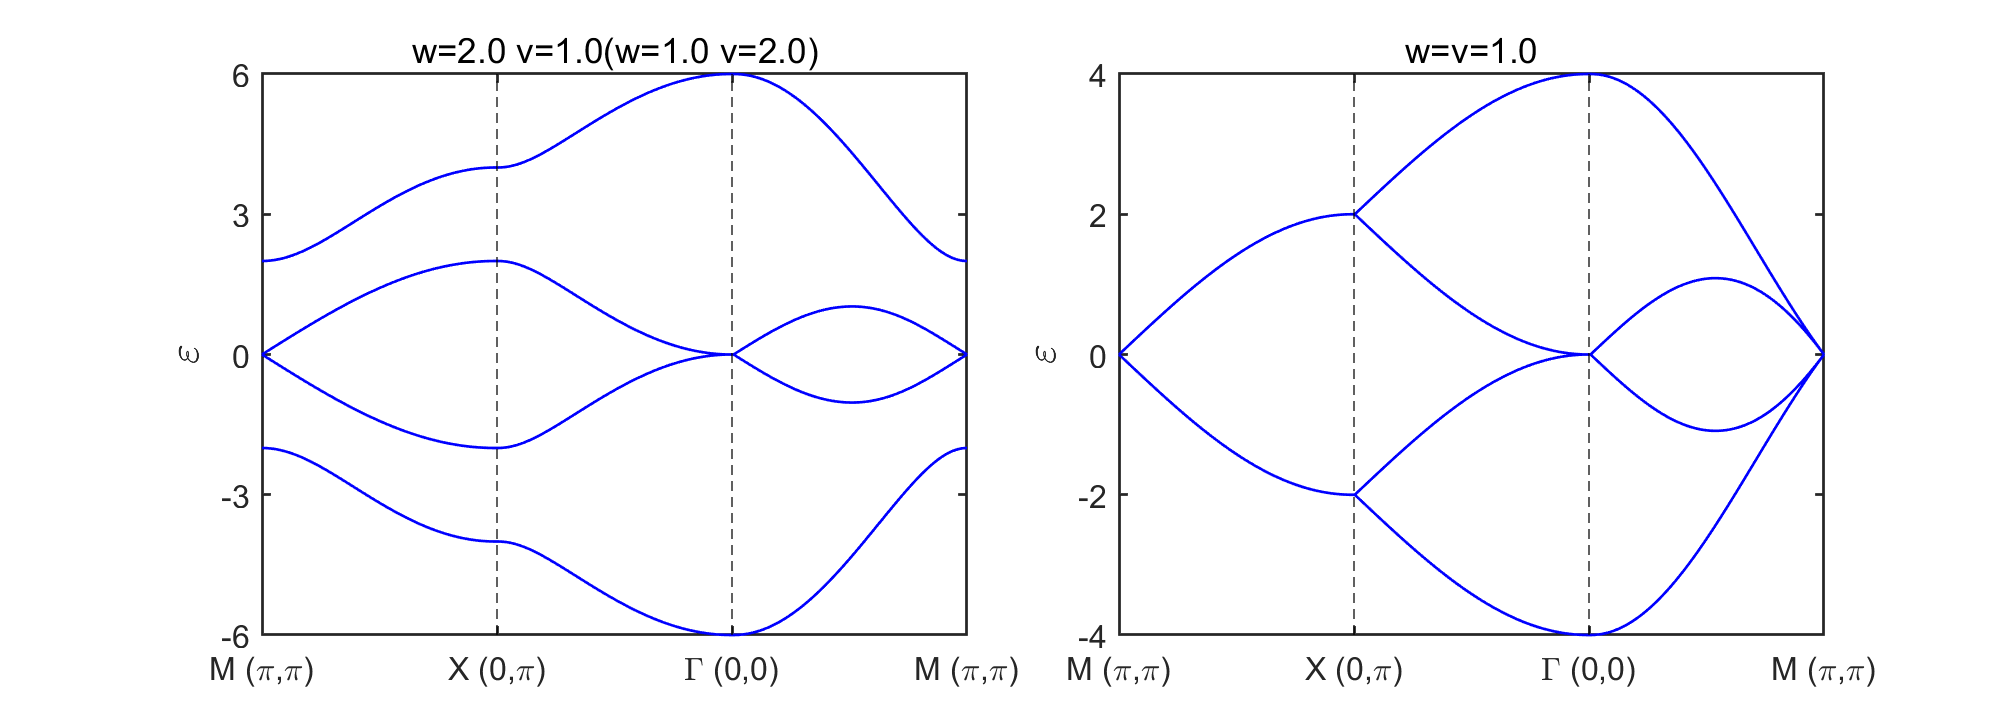 w=2.0 v=1.0(w=1.0 v=2.0)
6
3
0
-3
-6
ε
M (π,π)
X (0,π)
Γ (0,0)
M (π,π)
w=v=1.0
4
2
0
-2
-4
ε
M (π,π)
X (0,π)
Γ (0,0)
M (π,π)